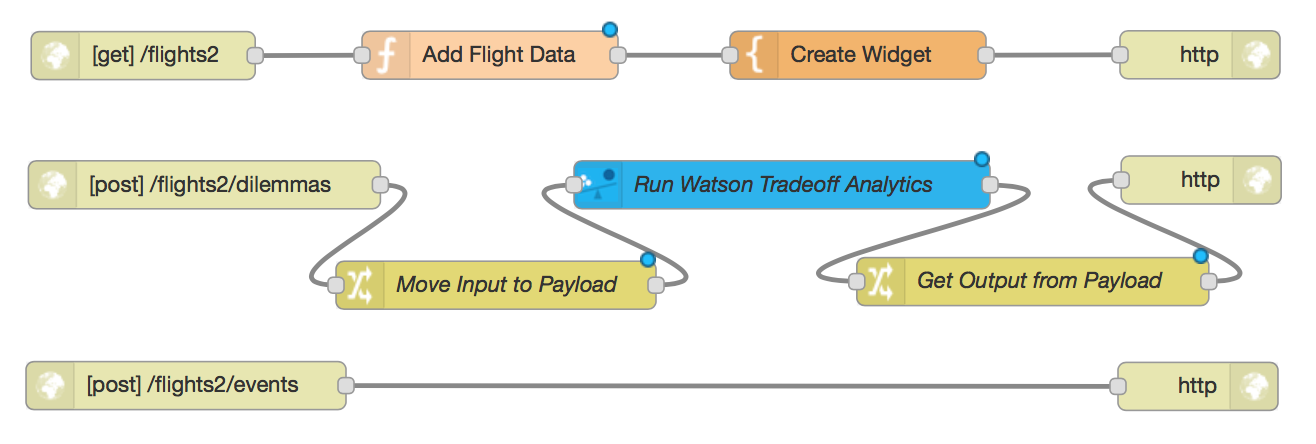 [get] /flights2
Add Flight Data
Create Widget
http
[post] /flights2/dilemmas
Run Watson Tradeoff Analytics
http
Move Input to Payload
Get Output from Payload
[post] /flights2/events
http